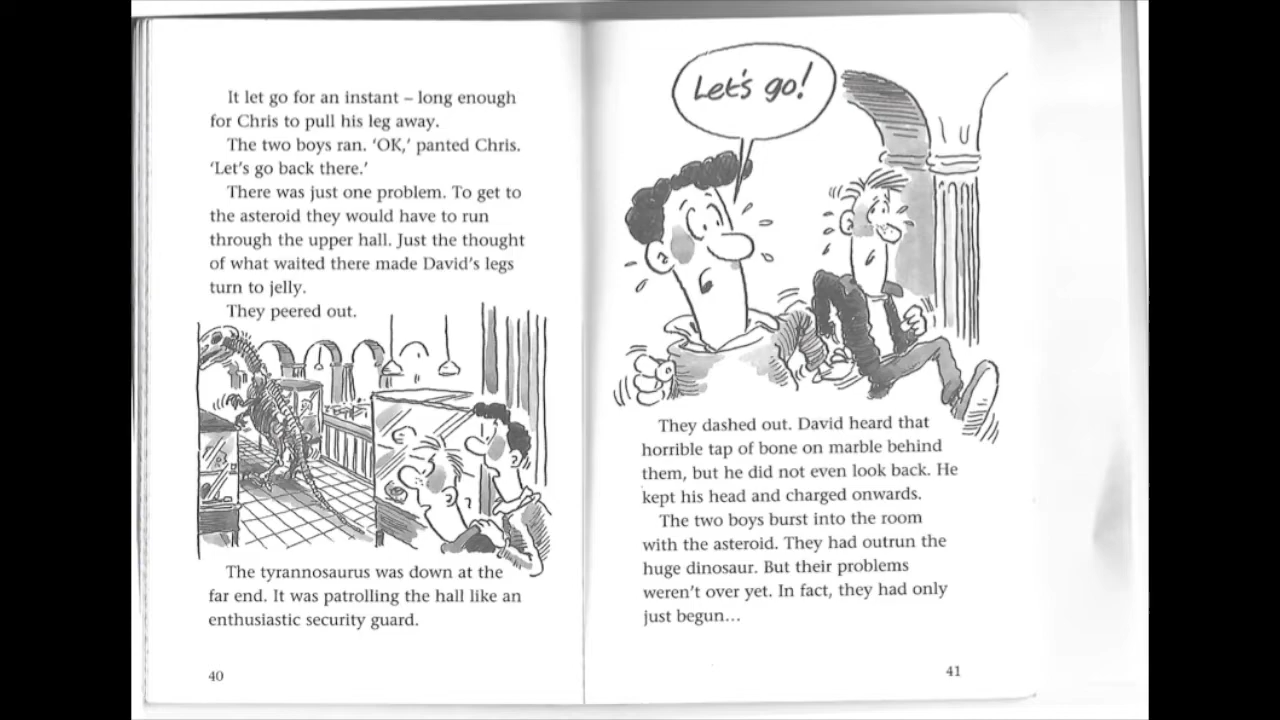 It let go for an instant – long enough
for Chris to pull his leg away.
The two boys ran. ‘OK,’ panted Chris.
‘Let’s go back there.’
There was just one problem. To get to
the asteroid they would have to run
through the upper hall. Just the thought
of what waited there made David’s legs
turn to jelly.
They peered out.
The tyrannosaurus was down at the
far end. It was patrolling the hall like an
enthusiastic security guard.
40
Let's go!
They dashed out. David heard that
horrible tap of bone on marble behind
them, but he did not even look back. He
kept his head and charged onwards.
The two boys burst into the room
with the asteroid. They had outrun the
huge dinosaur. But their problems
weren’t over yet. In fact, they had only
just begun…
41